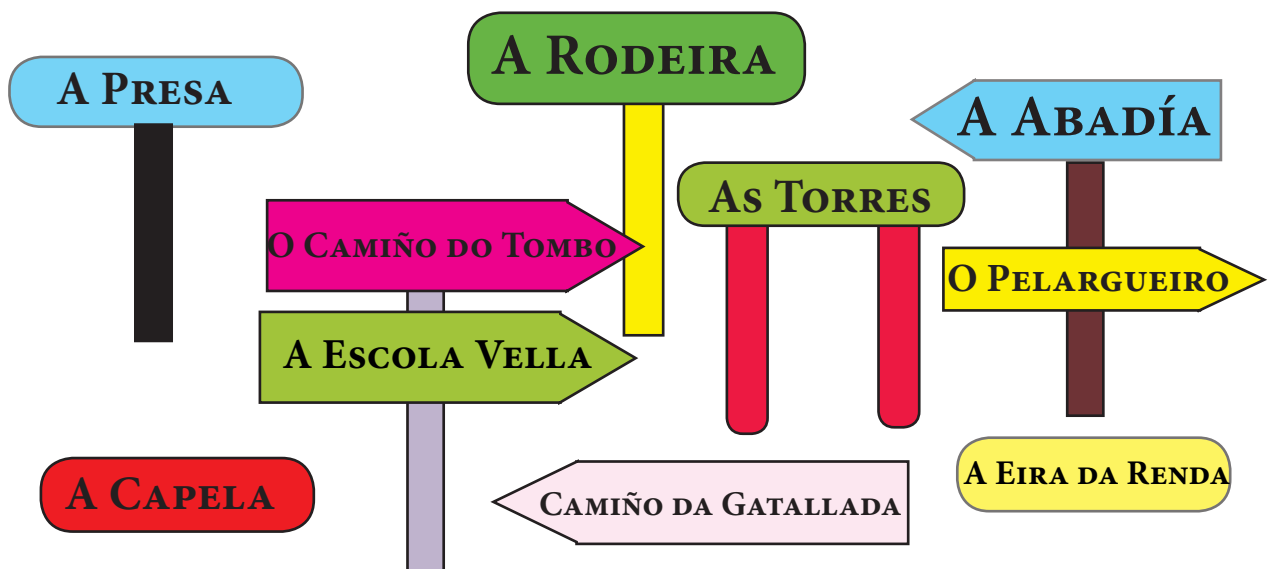 A Rodeira
A Presa
A Abadía
As Torres
O Camiño do Tombo
O Pelargueiro
A Escola Vella
A Eira da Renda
A Capela
Camiño da Gatallada